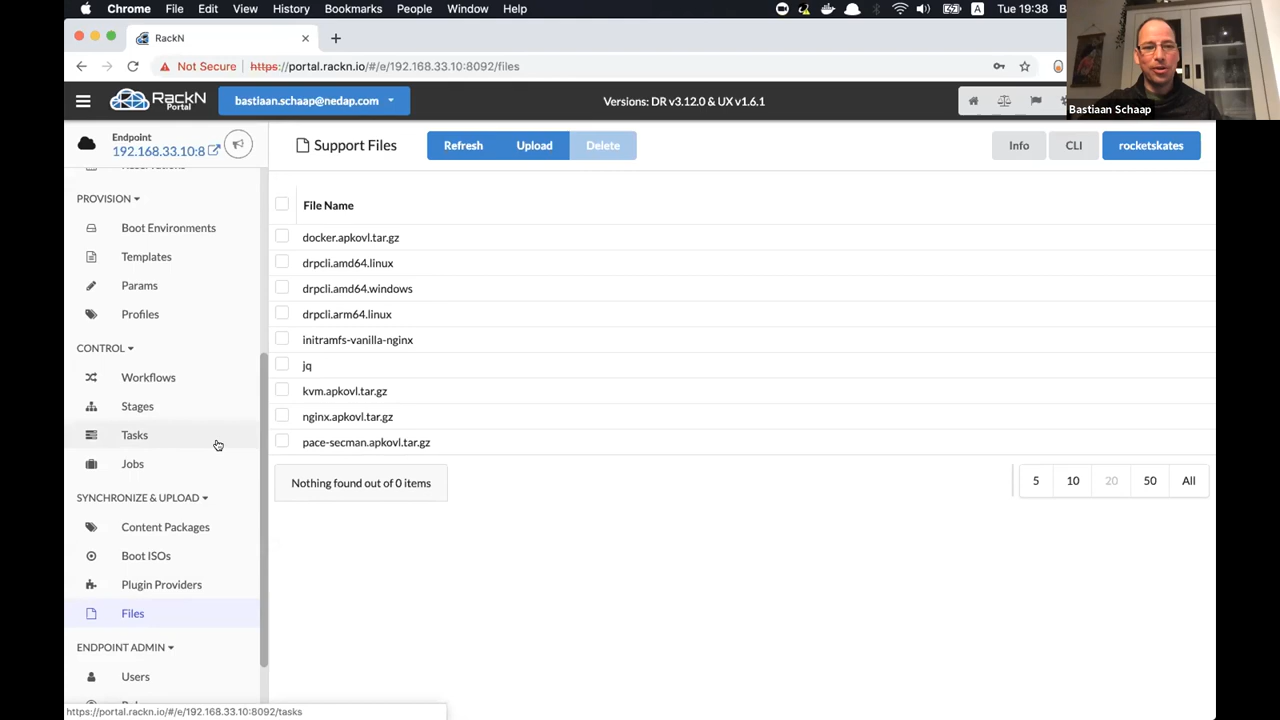 Chrome File Edit View History Bookmarks People Window Help A Tue 19:38 B
RackN
Not Secure https://portal.rackn.io/#/e/192.168.33.10:8092/files
Bastiaan Schaap
RackN Portal
bastiaan.schaap@nedap.com
Versions: DR v3.12.0 & UX v1.6.1
Endpoint
192.168.33.10:8
Support Files Refresh Upload Delete Info CLI rocketskates
Reservations
PROVISION
Boot Environments
Templates
Params
Profiles
CONTROL
Workflows
Stages
Tasks
Jobs
SYNCHRONIZE & UPLOAD
Content Packages
Boot ISOs
Plugin Providers
Files
ENDPOINT ADMIN
Users
File Name
docker.apkovl.tar.gz
drpcli.amd64.linux
drpcli.amd64.windows
drpcli.arm64.linux
initramfs-vanilla-nginx
jq
kvm.apkovl.tar.gz
nginx.apkovl.tar.gz
pace-secman.apkovl.tar.gz
Nothing found out of 0 items 5 10 20 50 All
https://portal.rackn.io/#/e/192.168.33.10:8092/tasks